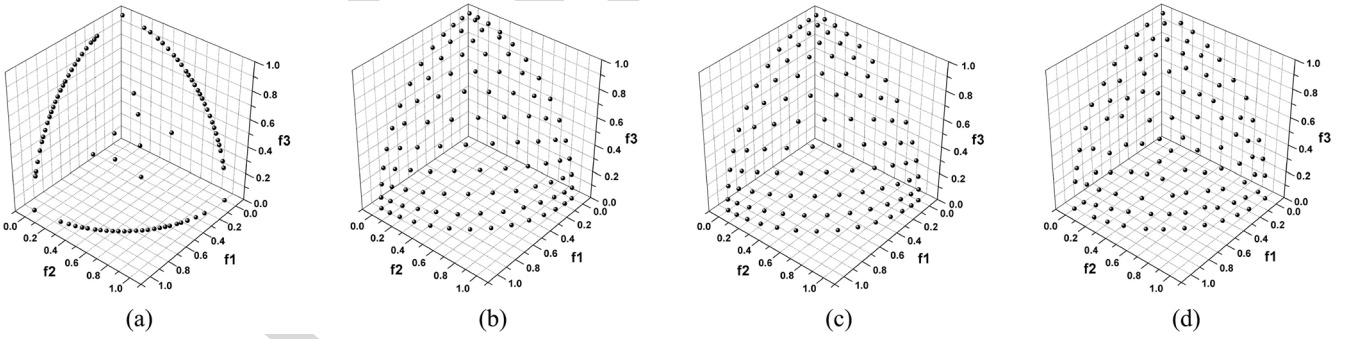 1.0 1.0 1.0 1.0
0.8 0.8 0.8 0.8
0.6 0.6 0.6 0.6
f3 f3 f3 f3
0.4 0.4 0.4 0.4
0.2 0.2 0.2 0.2
0.0 0.0 0.0 0.0
0.0 0.0 0.0 0.0 0.0 0.0 0.0 0.0
0.2 0.2 0.2 0.2 0.2 0.2 0.2 0.2
0.4 0.4 0.4 0.4 0.4 0.4 0.4 0.4
f2 0.6 0.6 f1 f2 0.6 0.6 f1 f2 0.6 0.6 f1 f2 0.6 0.6 f1
0.8 0.8 0.8 0.8 0.8 0.8 0.8 0.8
1.0 1.0 1.0 1.0 1.0 1.0 1.0 1.0
(a) (b) (c) (d)